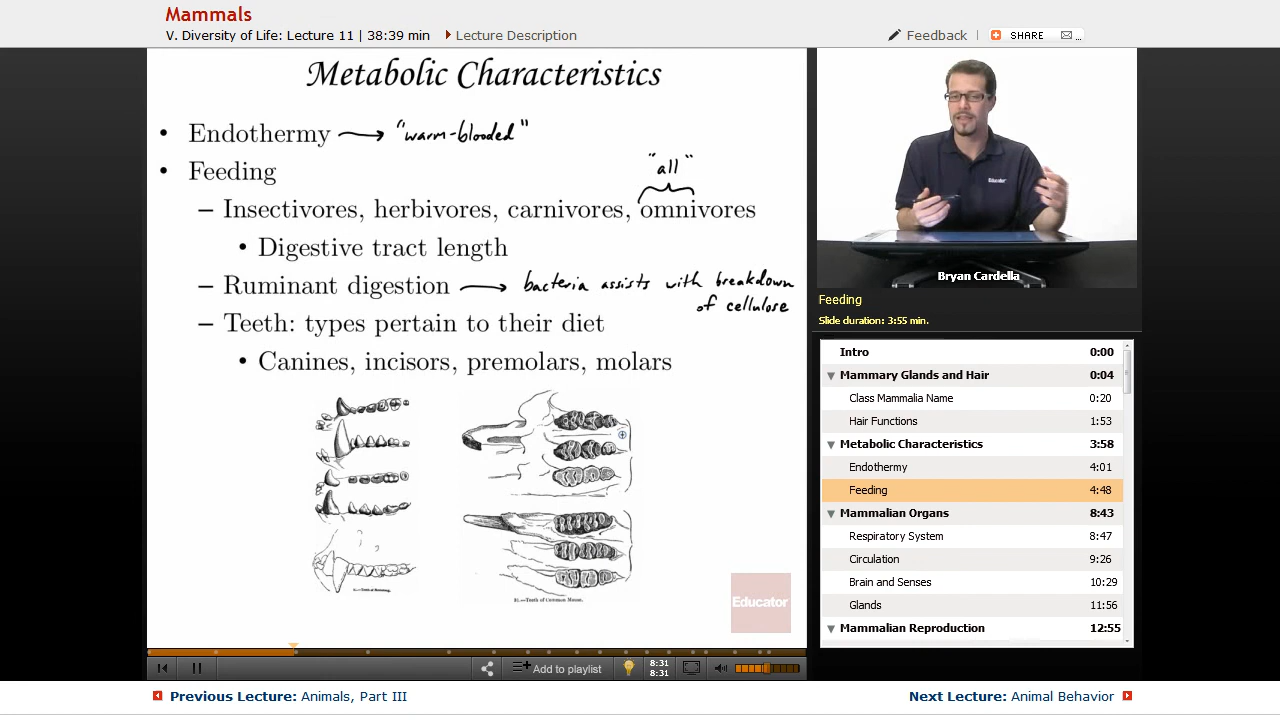 Mammals
V. Diversity of Life: Lecture 11 | 38:39 min
Lecture Description
Feedback
SHARE
Metabolic Characteristics
• Endothermy → "warm-blooded"
• Feeding
"all"
– Insectivores, herbivores, carnivores, omnivores
• Digestive tract length
– Ruminant digestion → bacteria assists with breakdown
of cellulose
– Teeth: types pertain to their diet
• Canines, incisors, premolars, molars
Educator
Educator
Bryan Cardella
Feeding
Slide duration: 3:55 min.
Intro 0:00
Mammary Glands and Hair 0:04
Class Mammalia Name 0:20
Hair Functions 1:53
Metabolic Characteristics 3:58
Endothermy 4:01
Feeding 4:48
Mammalian Organs 8:43
Respiratory System 8:47
Circulation 9:26
Brain and Senses 10:29
Glands 11:56
Mammalian Reproduction 12:55
Add to playlist
8:31
8:31
Previous Lecture: Animals, Part III
Next Lecture: Animal Behavior